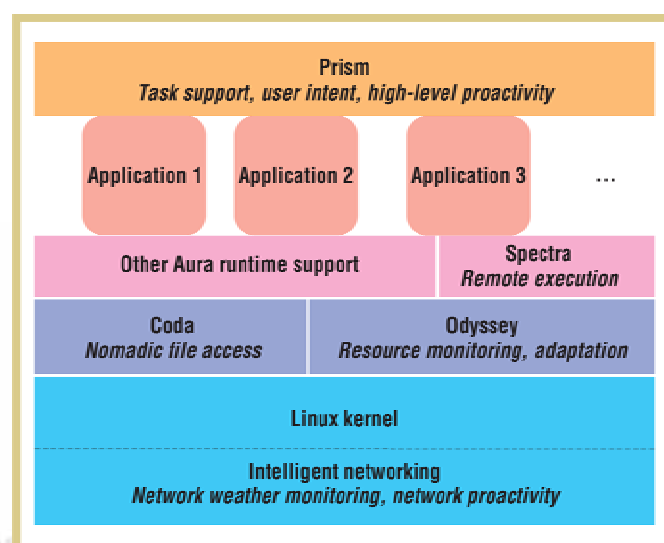 Prism
Task support, user intent, high-level proactivity
Application 1 Application 2 Application 3 ...
Other Aura runtime support
Spectra
Remote execution
Coda
Nomadic file access
Odyssey
Resource monitoring, adaptation
Linux kernel
Intelligent networking
Network weather monitoring, network proactivity